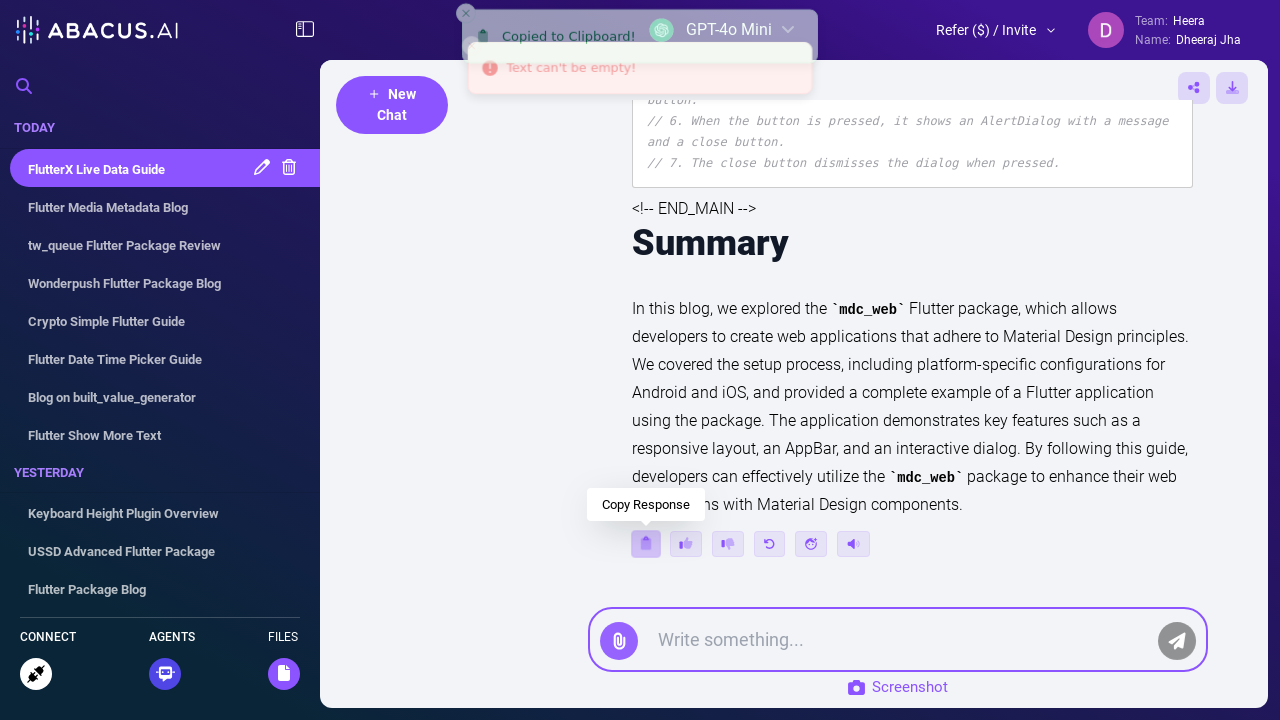 ABACUS.AI
Copied to Clipboard!
GPT-4o Mini
Text can't be empty!
Refer ($) / Invite
D
Team: Heera
Name: Dheeraj Jha
TODAY
FlutterX Live Data Guide
Flutter Media Metadata Blog
tw_queue Flutter Package Review
Wonderpush Flutter Package Blog
Crypto Simple Flutter Guide
Flutter Date Time Picker Guide
Blog on built_value_generator
Flutter Show More Text
YESTERDAY
Keyboard Height Plugin Overview
USSD Advanced Flutter Package
Flutter Package Blog
CONNECT
AGENTS
FILES
+ New
Chat
button.
// 6. When the button is pressed, it shows an AlertDialog with a message
and a close button.
// 7. The close button dismisses the dialog when pressed.
<!-- END_MAIN -->
Summary
In this blog, we explored the `mdc_web` Flutter package, which allows
developers to create web applications that adhere to Material Design principles.
We covered the setup process, including platform-specific configurations for
Android and iOS, and provided a complete example of a Flutter application
using the package. The application demonstrates key features such as a
responsive layout, an AppBar, and an interactive dialog. By following this guide,
developers can effectively utilize the `mdc_web` package to enhance their web
ns with Material Design components.
Copy Response
Write something...
Screenshot